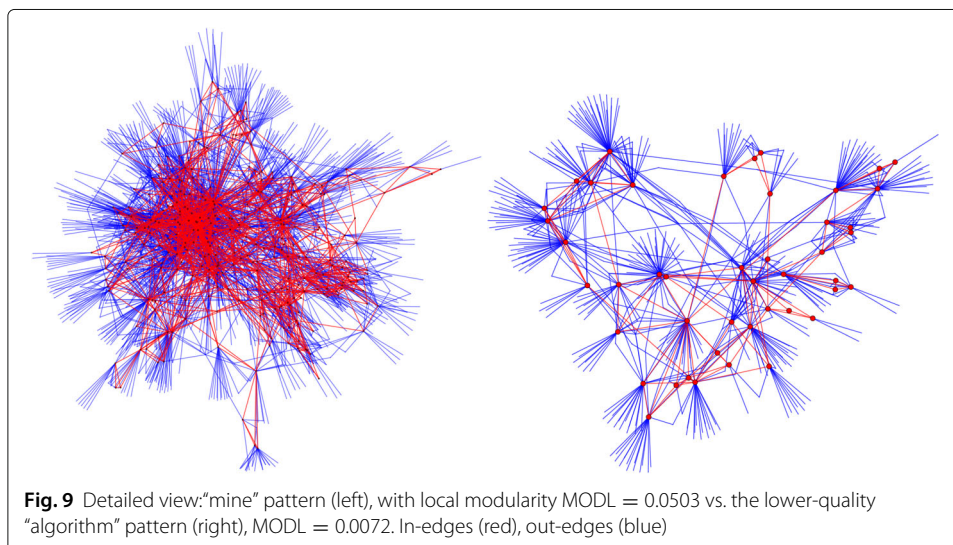 Fig. 9 Detailed view:“mine” pattern (left), with local modularity MODL = 0.0503 vs. the lower-quality
“algorithm” pattern (right), MODL = 0.0072. In-edges (red), out-edges (blue)